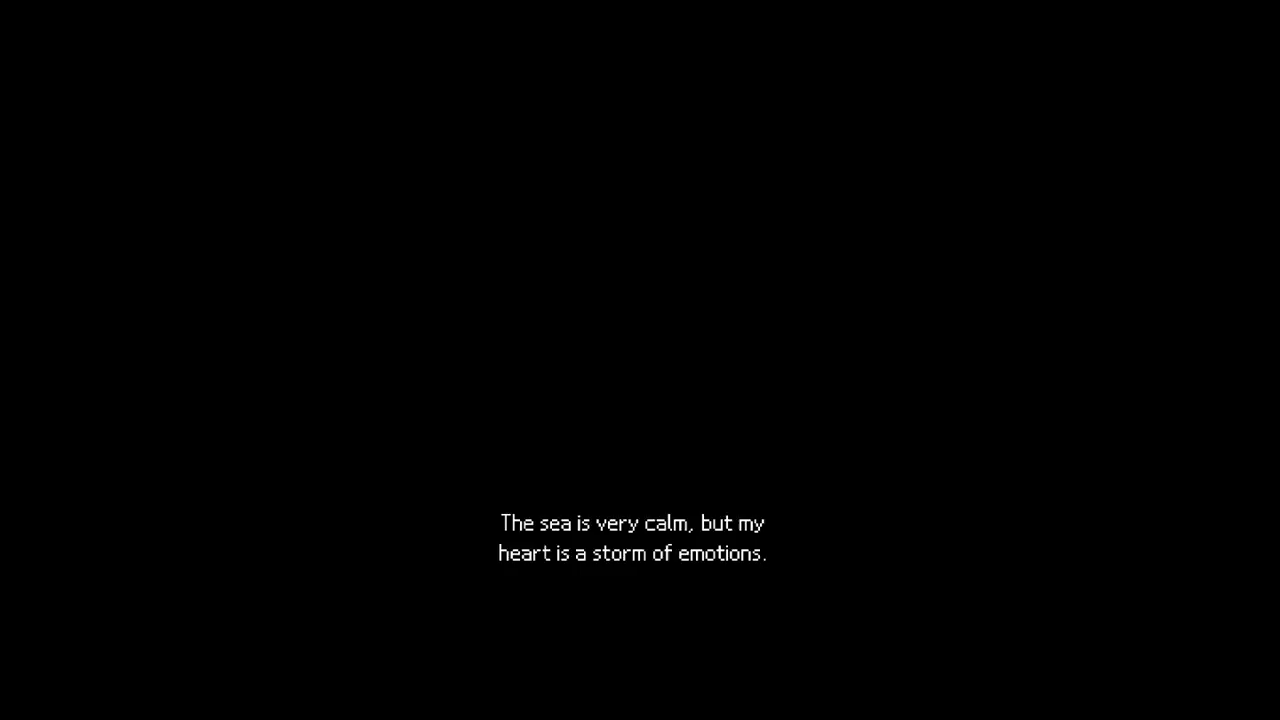 The sea is very calm, but my
heart is a storm of emotions.